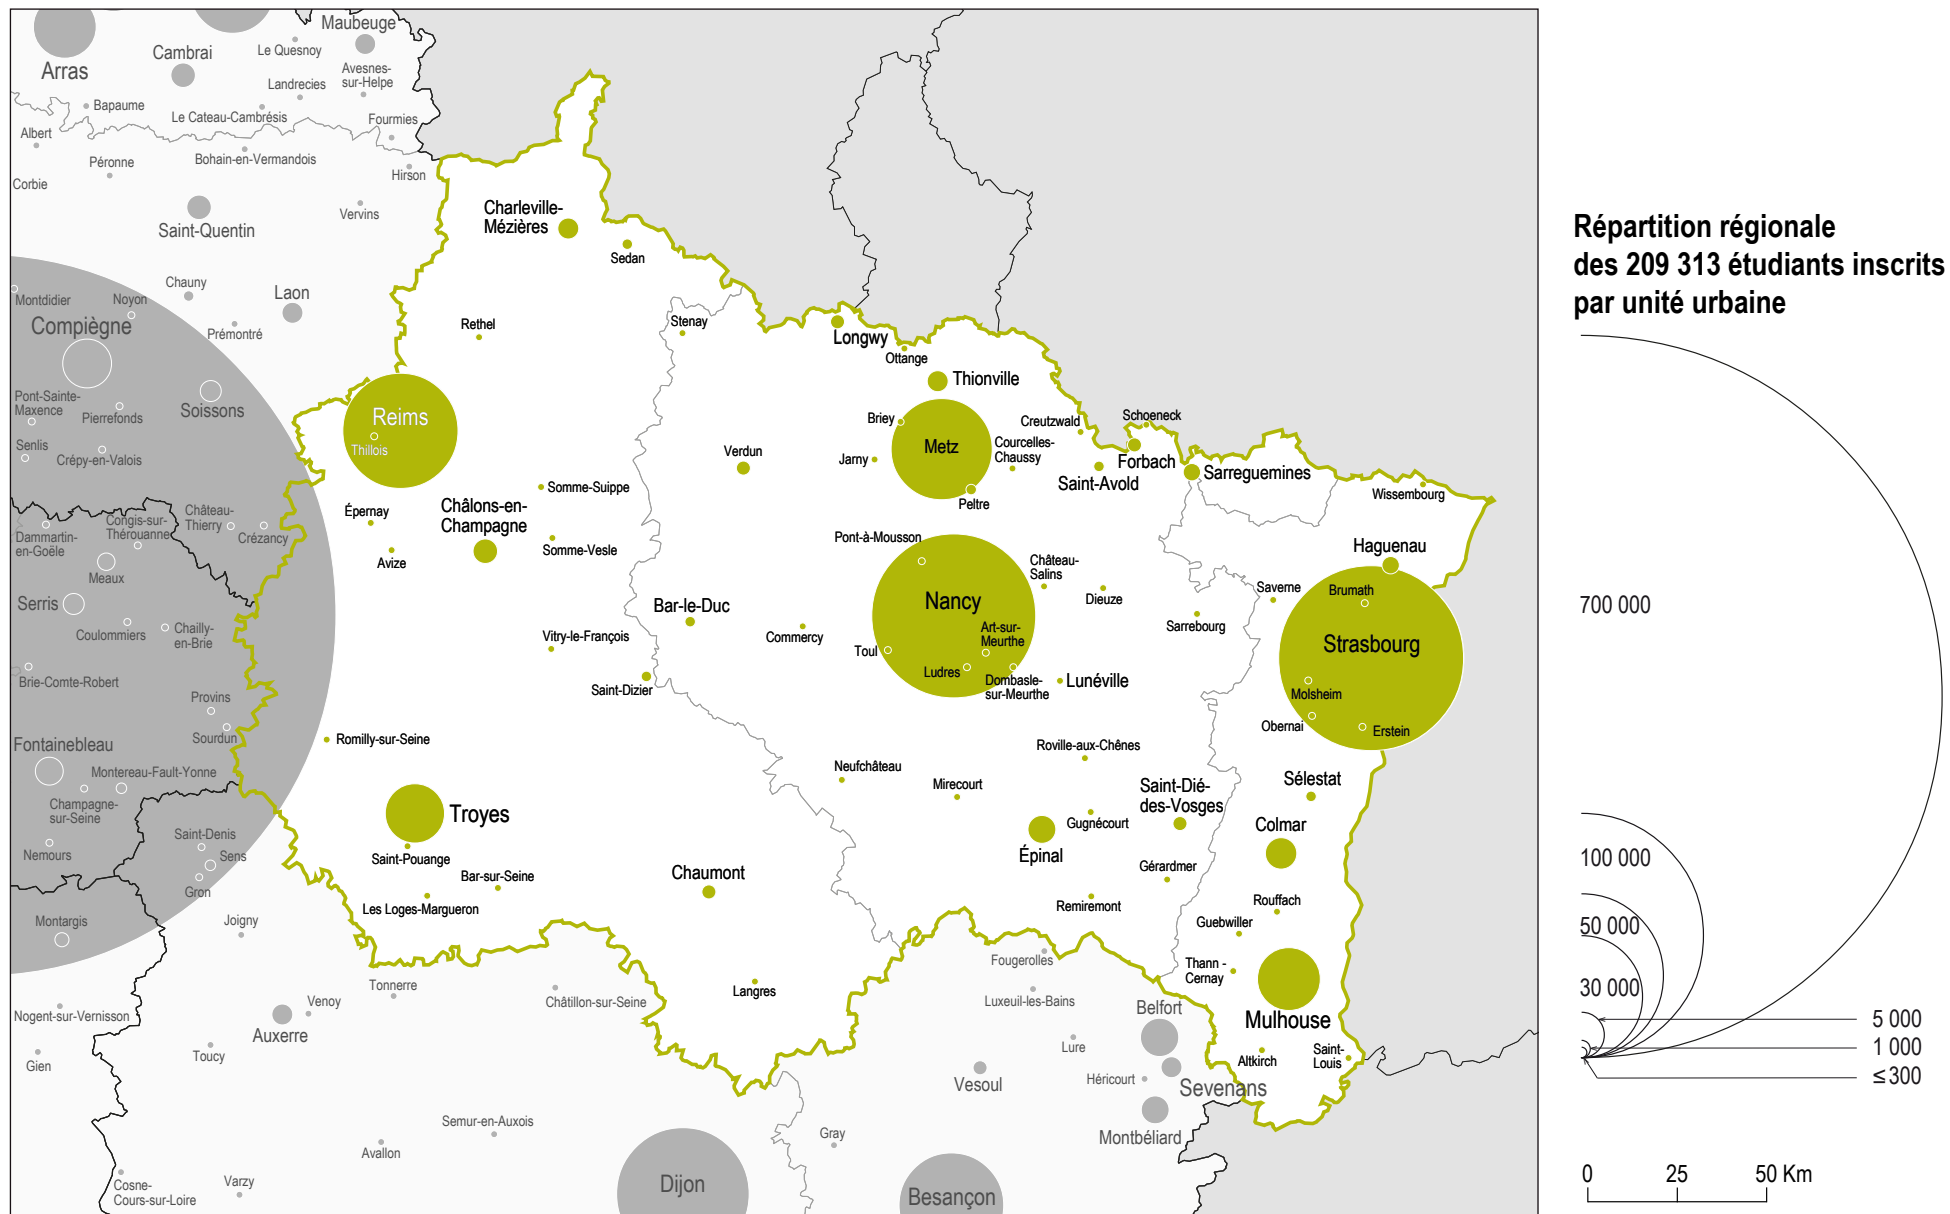 Maubeuge
Cambrai
Le Quesnoy
Arras
Avesnes-
sur-Helpe
Landrecies
Bapaume
Le Cateau-Cambrésis
Fourmies
Albert
Bohain-en-Vermandois
Péronne
Hirson
Corbie
Vervins
Saint-Quentin
Charleville-
Mézières
Sedan
Chauny
Laon
Montdidier
Noyon
Compiègne
Prémontré
Rethel
Stenay
Longwy
Ottange
Thionville
Pont-Sainte-
Maxence
Pierrefonds
Soissons
Reims
Thillois
Briey
Creutzwald
Schoeneck
Senlis
Crépy-en-Valois
Verdun
Jarny
Metz
Courcelles-
Chaussy
Forbach
Saint-Avold
Sarreguemines
Somme-Suippe
Wissembourg
Peltre
Épernay
Châlons-en-
Champagne
Château-
Thierry
Crézancy
Congis-sur-
Thérouanne
Dammartin-
en-Goële
Pont-à-Mousson
Haguenau
Somme-Vesle
Avize
Meaux
Château-
Salins
Dieuze
Saverne
Brumath
Serris
Nancy
Bar-le-Duc
Commercy
Sarrebourg
Coulommiers
Chailly-
en-Brie
Vitry-le-François
Art-sur-
Meurthe
Toul
Strasbourg
Ludres
Dombasle-
sur-Meurthe
Lunéville
Brie-Comte-Robert
Saint-Dizier
Molsheim
Provins
Obernai
Erstein
Sourdun
Romilly-sur-Seine
Fontainebleau
Montereau-Fault-Yonne
Roville-aux-Chênes
Neufchâteau
Mirecourt
Saint-Dié-
des-Vosges
Sélestat
Champagne-
sur-Seine
Troyes
Gugnécourt
Colmar
Saint-Denis
Sens
Nemours
Saint-Pouange
Épinal
Gérardmer
Gron
Bar-sur-Seine
Chaumont
Les Loges-Margueron
Remiremont
Rouffach
Montargis
Joigny
Guebwiller
Fougerolles
Thann -
Cernay
Tonnerre
Châtillon-sur-Seine
Langres
Luxeuil-les-Bains
Nogent-sur-Vernisson
Venoy
Auxerre
Belfort
Mulhouse
Toucy
Lure
Gien
Altkirch
Saint-
Louis
Vesoul
Héricourt
Sevenans
Semur-en-Auxois
Gray
Montbéliard
Avallon
Cosne-
Cours-sur-Loire
Varzy
Dijon
Besançon
Répartition régionale
des 209 313 étudiants inscrits
par unité urbaine
700 000
100 000
50 000
30 000
5 000
1 000
≤ 300
0 25 50 Km